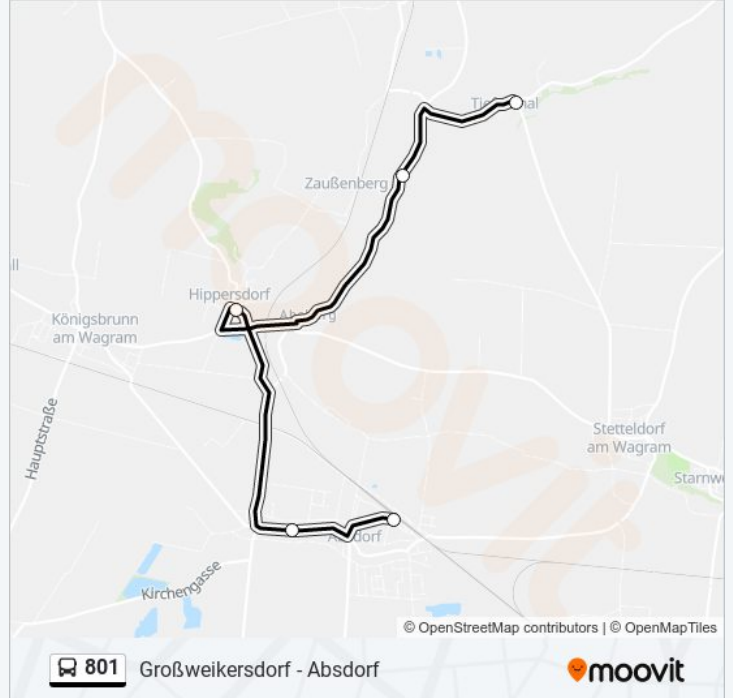 Zaußenberg
Hippersdorf
Königsbrunn
am Wagram
Hauptstraße
Stetteldorf
am Wagram
Kirchengasse
© OpenStreetMap contributors | © OpenMapTiles
801 Großweikersdorf - Absdorf
moovit